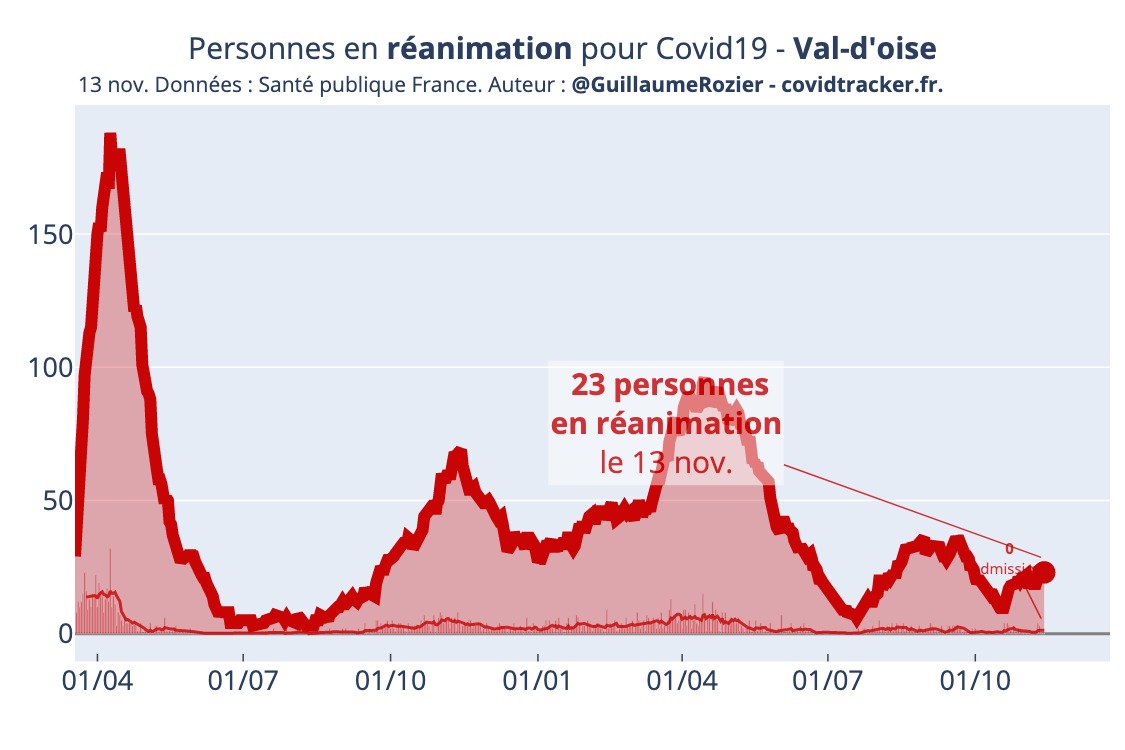 Personnes en réanimation pour Covid19 - Val-d'oise
13 nov. Données : Santé publique France. Auteur : @GuillaumeRozier - covidtracker.fr.
150
100
50
0
23 personnes
en réanimation
le 13 nov.
0
01/04 01/07 01/10 01/01 01/04 01/07 01/10